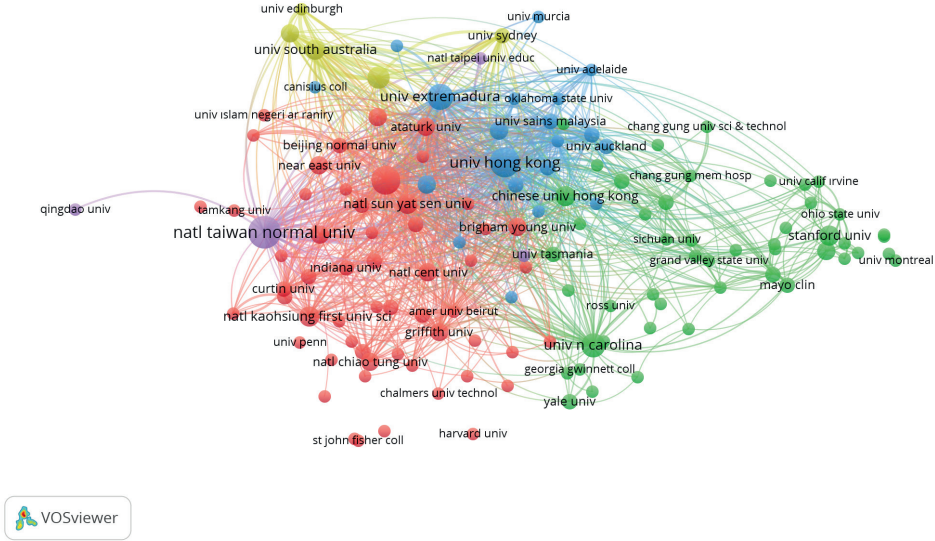 univ edinburgh
univ murcia
univ sydney
univ south australia
natl taipei univ educ
univ adelaide
canisius coll
univ extremadura
oklahoma state univ
univ islam negeri ar raniry
univ sains malaysia
ataturk univ
chang gung univ sci & technol
beijing normal univ
univ auckland
near east univ
univ hong kong
chang gung mem hosp
univ calif irvine
chinese univ hong kong
natl sun yat sen univ
qingdao univ
tamkang univ
ohio state univ
brigham young univ
natl taiwan normal univ
stanford univ
sichuan univ
univ tasmania
grand valley state univ
univ montreal
indiana univ
natl cent univ
curtin univ
mayo clin
ross univ
amer univ beirut
natl kaohsiung first univ sci
griffith univ
univ penn
univ n carolina
natl chiao tung univ
georgia gwinnett coll
chalmers univ technol
yale univ
st john fisher coll
harvard univ
VOSviewer